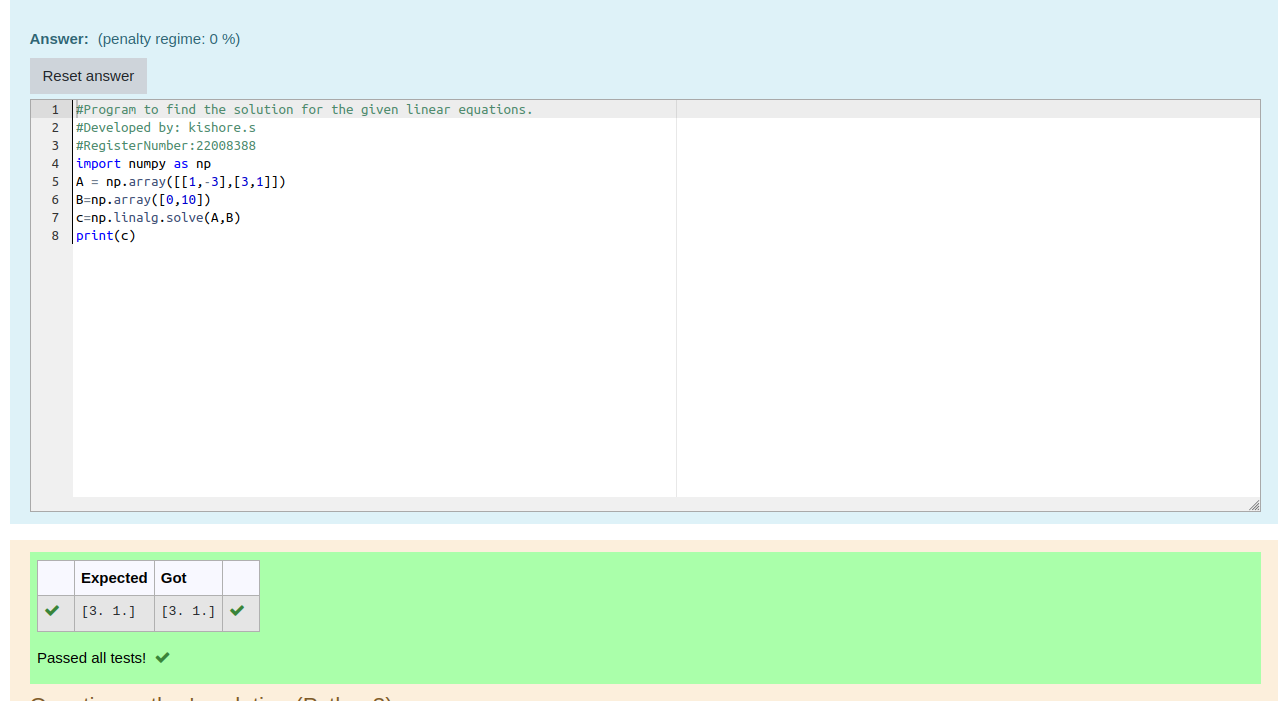 Answer: (penalty regime: 0 %)
Reset answer
1 #Program to find the solution for the given linear equations.
2 #Developed by: kishore.s
3 #RegisterNumber:22008388
4 import numpy as np
5 A = np.array([[1,-3],[3,1]])
6 B=np.array([0,10])
7 c=np.linalg.solve(A,B)
8 print(c)
Expected Got
[3. 1.] [3. 1.]
Passed all tests!